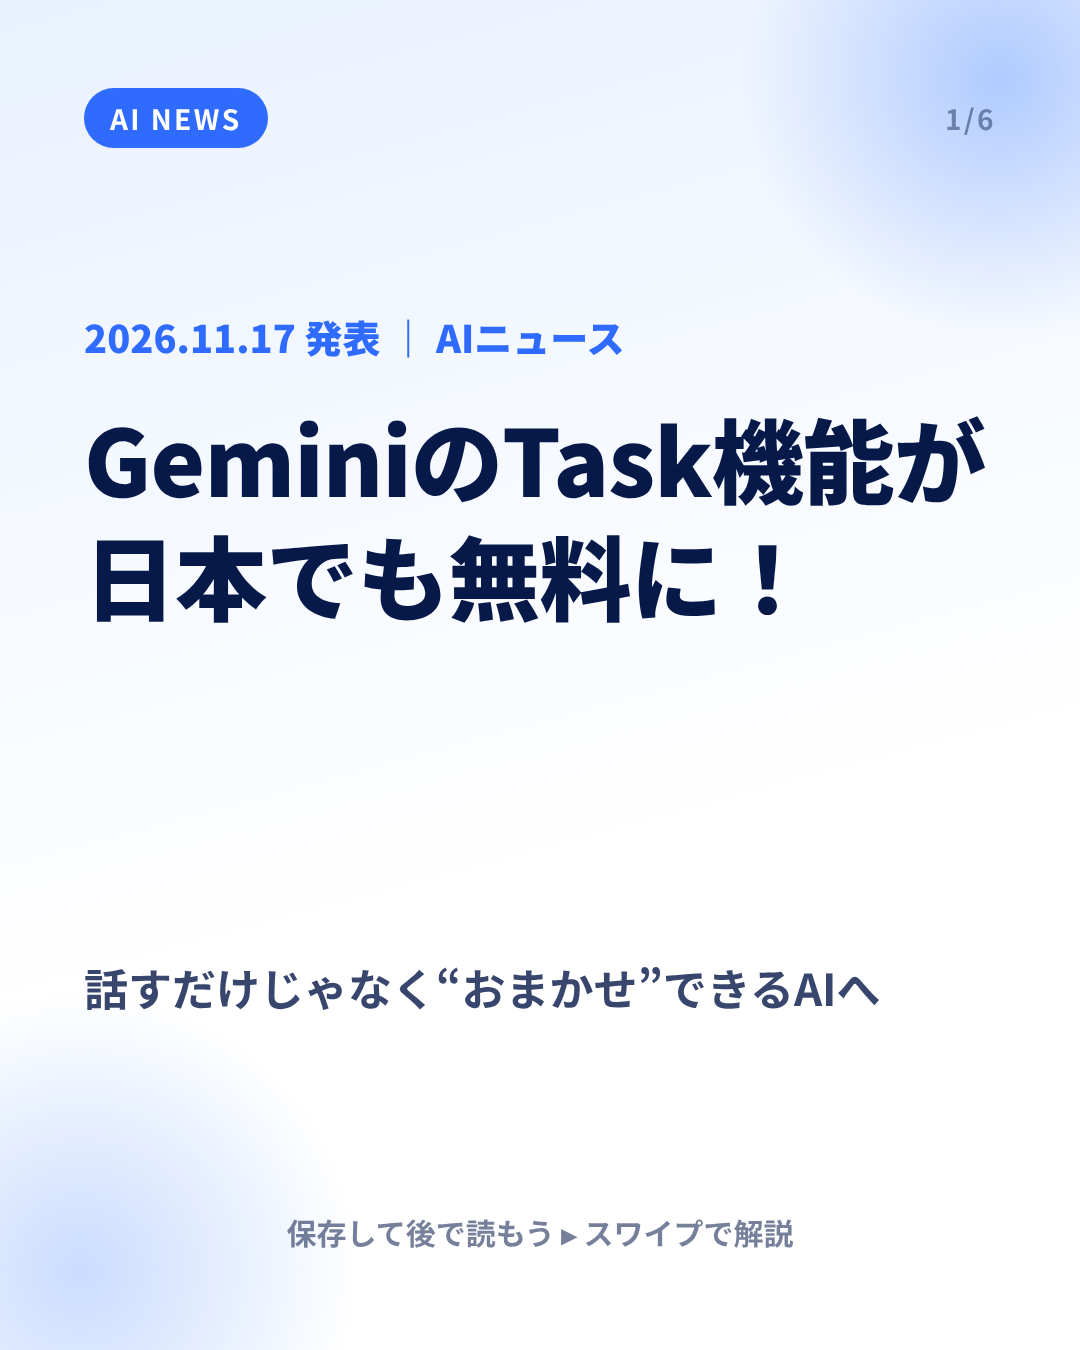 AI NEWS
1/6
2026.11.17 発表 ｜ AIニュース
GeminiのTask機能が
日本でも無料に！
話すだけじゃなく“おまかせ”できるAIへ
保存して後で読もう ▸ スワイプで解説